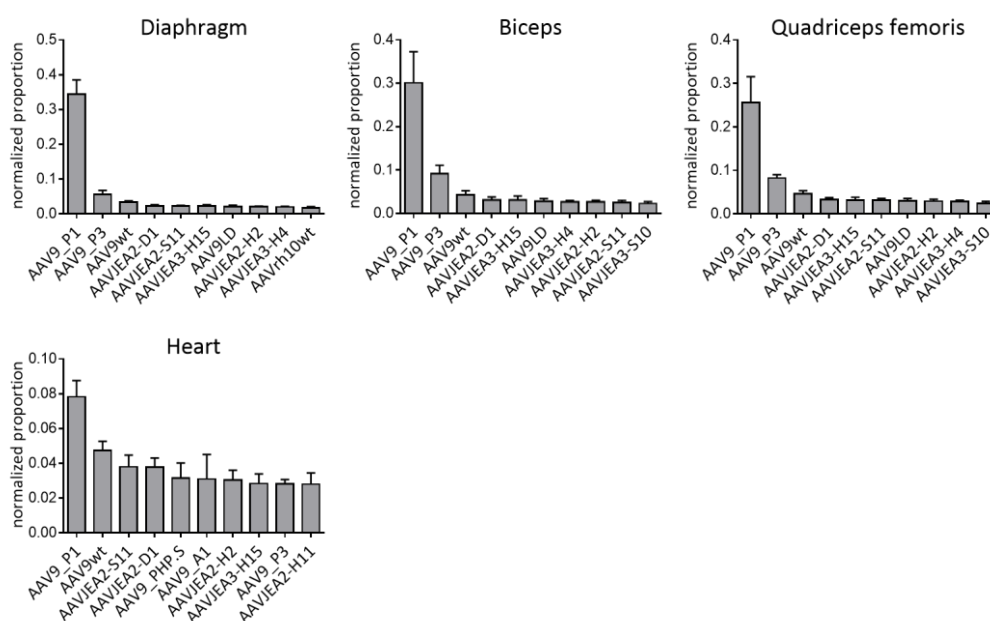 Diaphragm
normalized proportion
0.5
0.4
0.3
0.2
0.1
0.0
AAV9_P1
AAV9_P3
AAV9wt
AAVJEA2-D1
AAVJEA2-S11
AAVJEA3-H15
AAV9LD
AAVJEA2-H2
AAVJEA3-H4
AAVrh10wt
Biceps
normalized proportion
0.4
0.3
0.2
0.1
0.0
AAV9_P1
AAV9_P3
AAV9wt
AAVJEA2-D1
AAVJEA3-H15
AAV9LD
AAVJEA3-H4
AAVJEA2-H2
AAVJEA2-S11
AAVJEA3-S10
Quadriceps femoris
normalized proportion
0.4
0.3
0.2
0.1
0.0
AAV9_P1
AAV9_P3
AAV9wt
AAVJEA2-D1
AAVJEA3-H15
AAVJEA2-S11
AAV9LD
AAVJEA2-H2
AAVJEA3-H4
AAVJEA3-S10
Heart
normalized proportion
0.10
0.08
0.06
0.04
0.02
0.00
AAV9_P1
AAV9wt
AAVJEA2-S11
AAVJEA2-D1
AAV9_PHP.S
AAV9_A1
AAVJEA2-H2
AAVJEA3-H15
AAV9_P3
AAVJEA2-H11